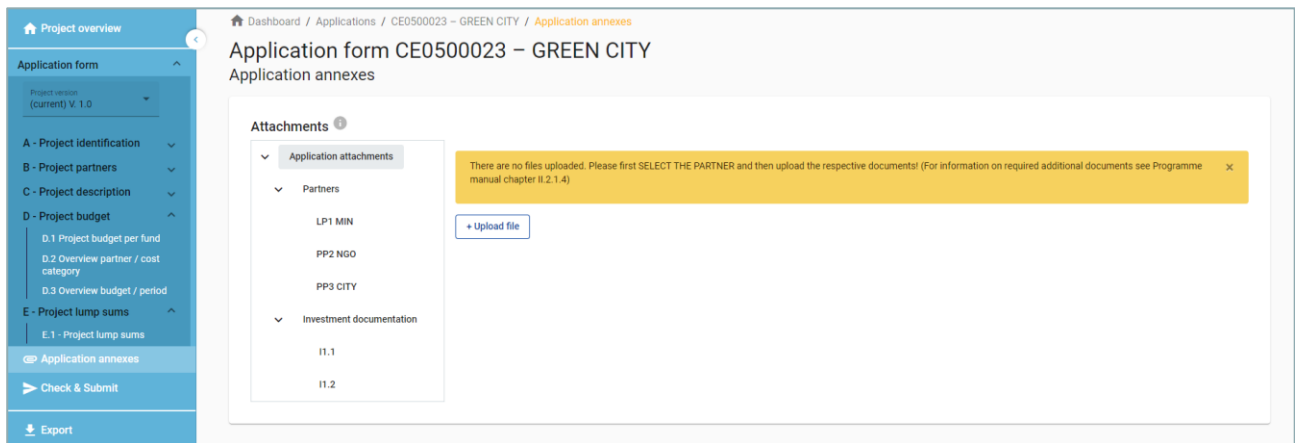 Project overview
Application form
Project version
(current) V. 1.0
A - Project identification
B - Project partners
C - Project description
D - Project budget
D.1 Project budget per fund
D.2 Overview partner / cost
category
D.3 Overview budget / period
E - Project lump sums
E.1 - Project lump sums
Application annexes
Check & Submit
Export
Dashboard / Applications / CE0500023 – GREEN CITY / Application annexes
Application form CE0500023 – GREEN CITY
Application annexes
Attachments
Application attachments
Partners
LP1 MIN
PP2 NGO
PP3 CITY
Investment documentation
I1.1
I1.2
There are no files uploaded. Please first SELECT THE PARTNER and then upload the respective documents! (For information on required additional documents see Programme
manual chapter II.2.1.4)
+ Upload file